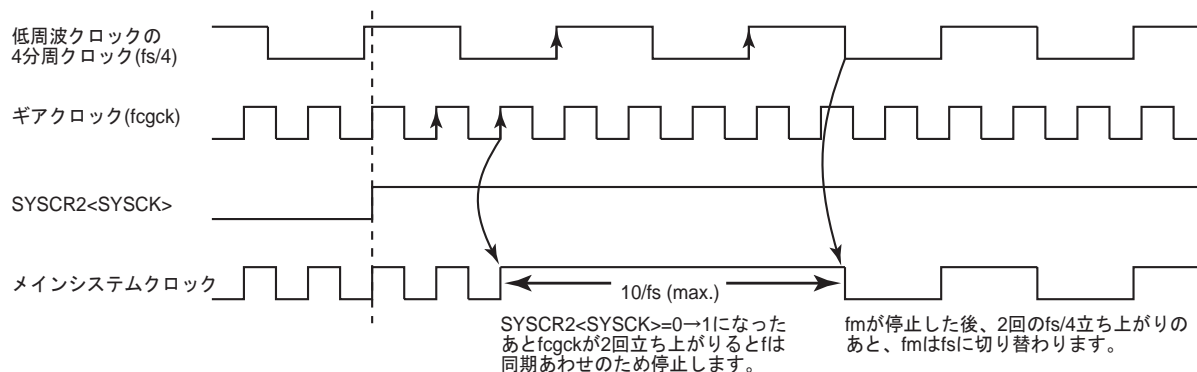 低周波クロックの
4分周クロック(fs/4)
ギアクロック(fcgck)
SYSCR2<SYSCK>
メインシステムクロック
10/fs (max.)
SYSCR2<SYSCK>=0→1になった
あとfcgckが2回立ち上がるとfは
同期あわせのため停止します。
fmが停止した後、2回のfs/4立ち上がりの
あと、fmはfsに切り替わります。